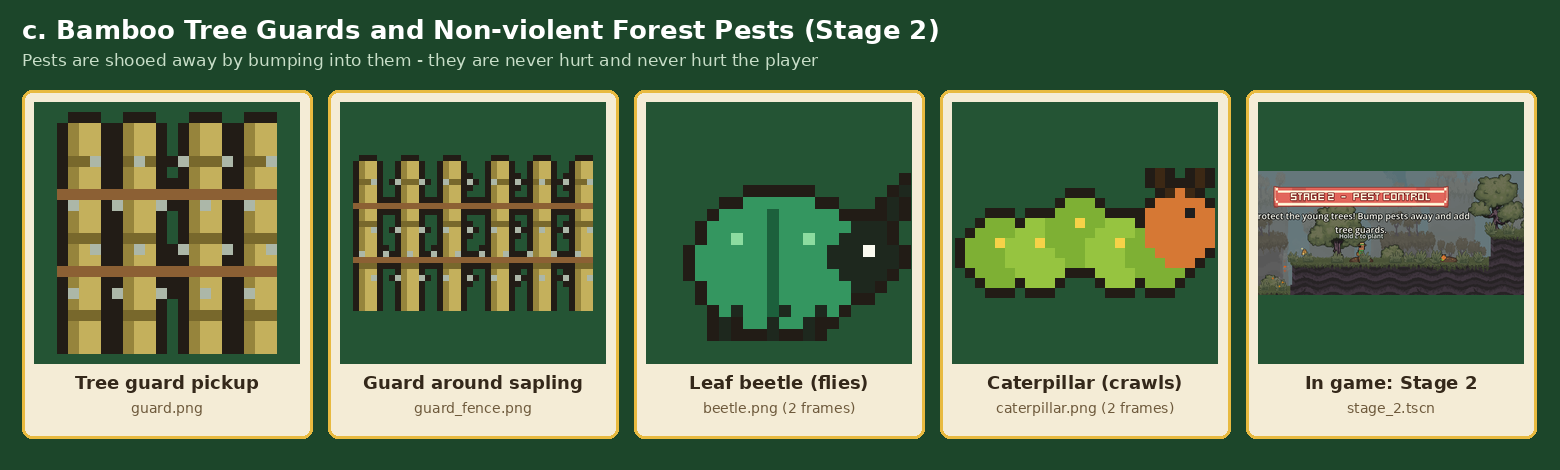 c. Bamboo Tree Guards and Non-violent Forest Pests (Stage 2)
Pests are shooed away by bumping into them - they are never hurt and never hurt the player
STAGE 2 - PEST CONTROL
rotect the young trees! Bump pests away and add
tree guards.
Hold E to plant
Tree guard pickup
guard.png
Guard around sapling
guard_fence.png
Leaf beetle (flies)
beetle.png (2 frames)
Caterpillar (crawls)
caterpillar.png (2 frames)
In game: Stage 2
stage_2.tscn